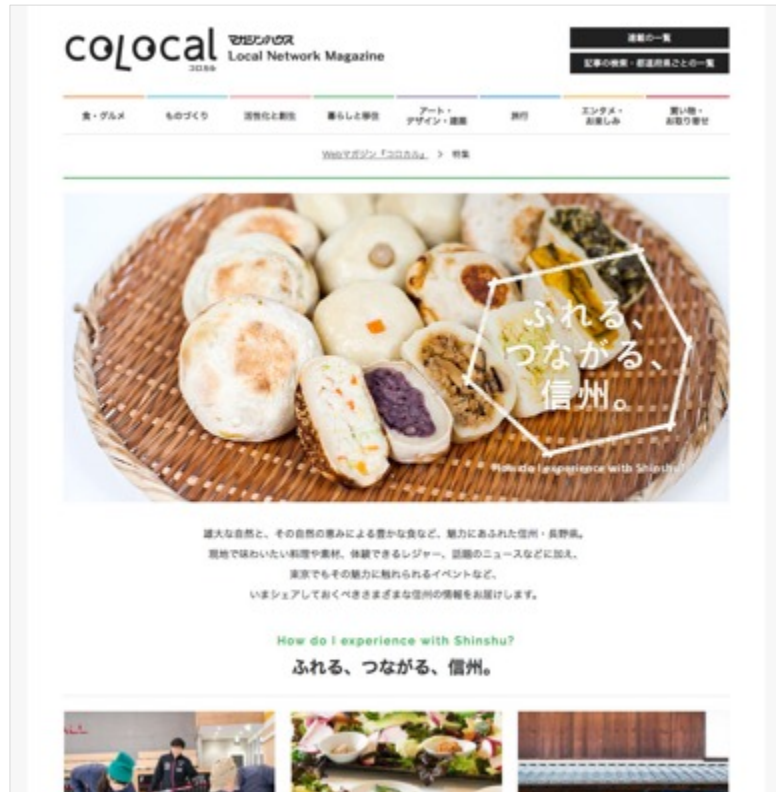 colocal
コロカル
マガジンハウス
Local Network Magazine
連載の一覧
記事の検索・都道府県ごとの一覧
食・グルメ
ものづくり
活性化と創生
暮らしと移住
アート・
デザイン・建築
旅行
エンタメ・
お楽しみ
買い物・
お取り寄せ
Webマガジン「コロカル」 > 特集
ふれる、
つながる、
信州。
How do I experience with Shinshu?
雄大な自然と、その自然の恵みによる豊かな食など、魅力にあふれた信州・長野県。
現地で味わいたい料理や素材、体験できるレジャー、話題のニュースなどに加え、
東京でもその魅力に触れられるイベントなど、
いまシェアしておくべきさまざまな信州の情報をお届けします。
How do I experience with Shinshu?
ふれる、つながる、信州。